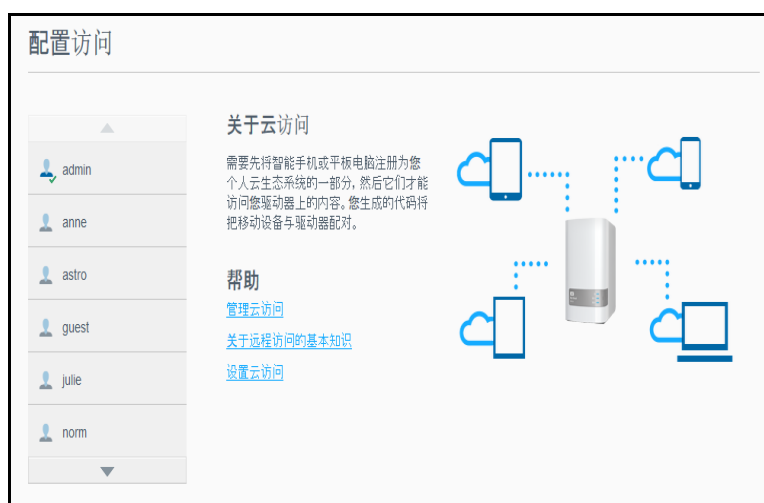 配置访问
admin
anne
astro
guest
julie
norm
关于云访问
需要先将智能手机或平板电脑注册为您
个人云生态系统的一部分，然后它们才能
访问您驱动器上的内容。您生成的代码将
把移动设备与驱动器配对。
帮助
管理云访问
关于远程访问的基本知识
设置云访问